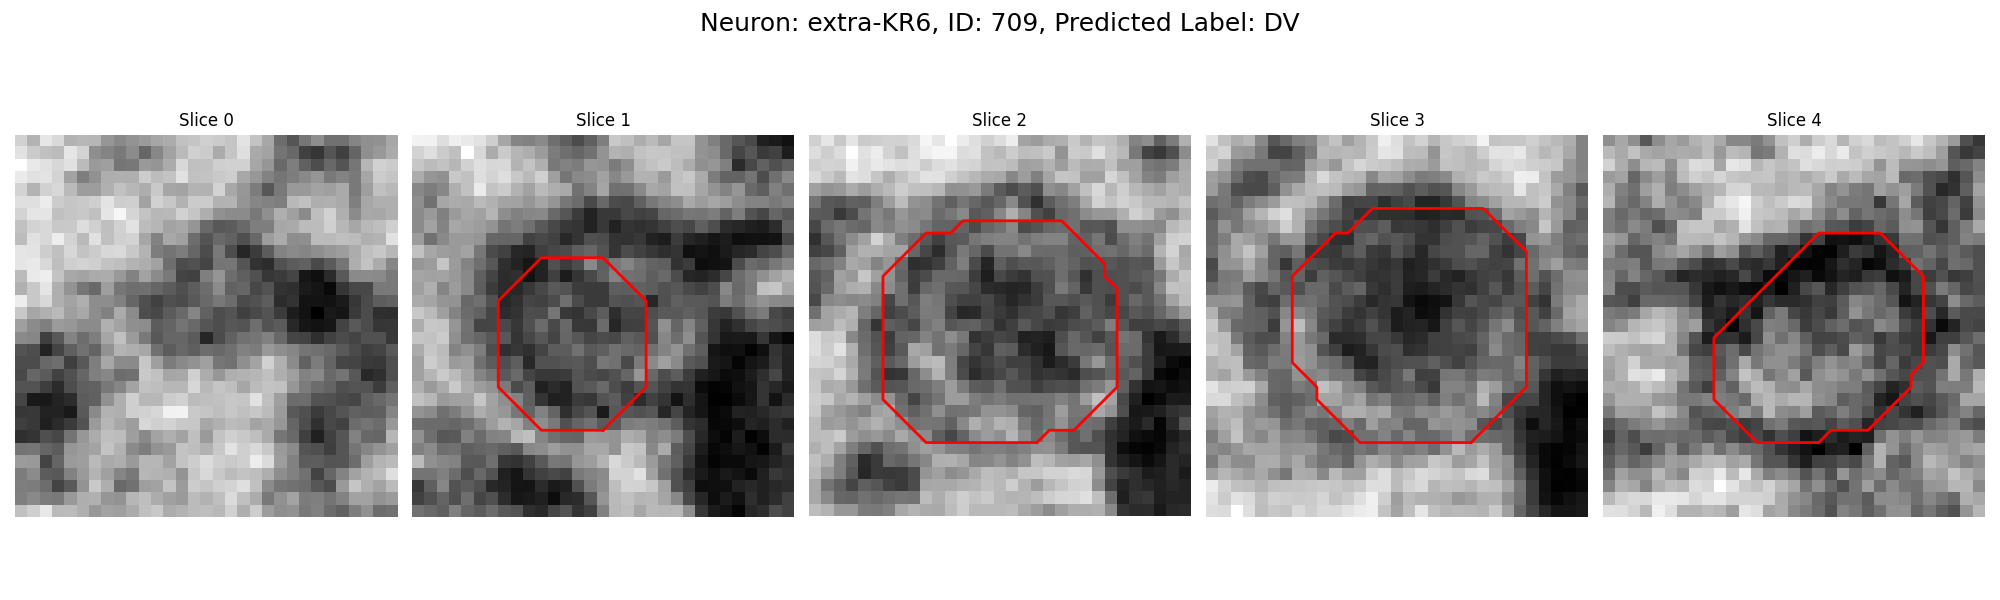 Neuron: extra-KR6, ID: 709, Predicted Label: DV
Slice 0
Slice 1
Slice 2
Slice 3
Slice 4